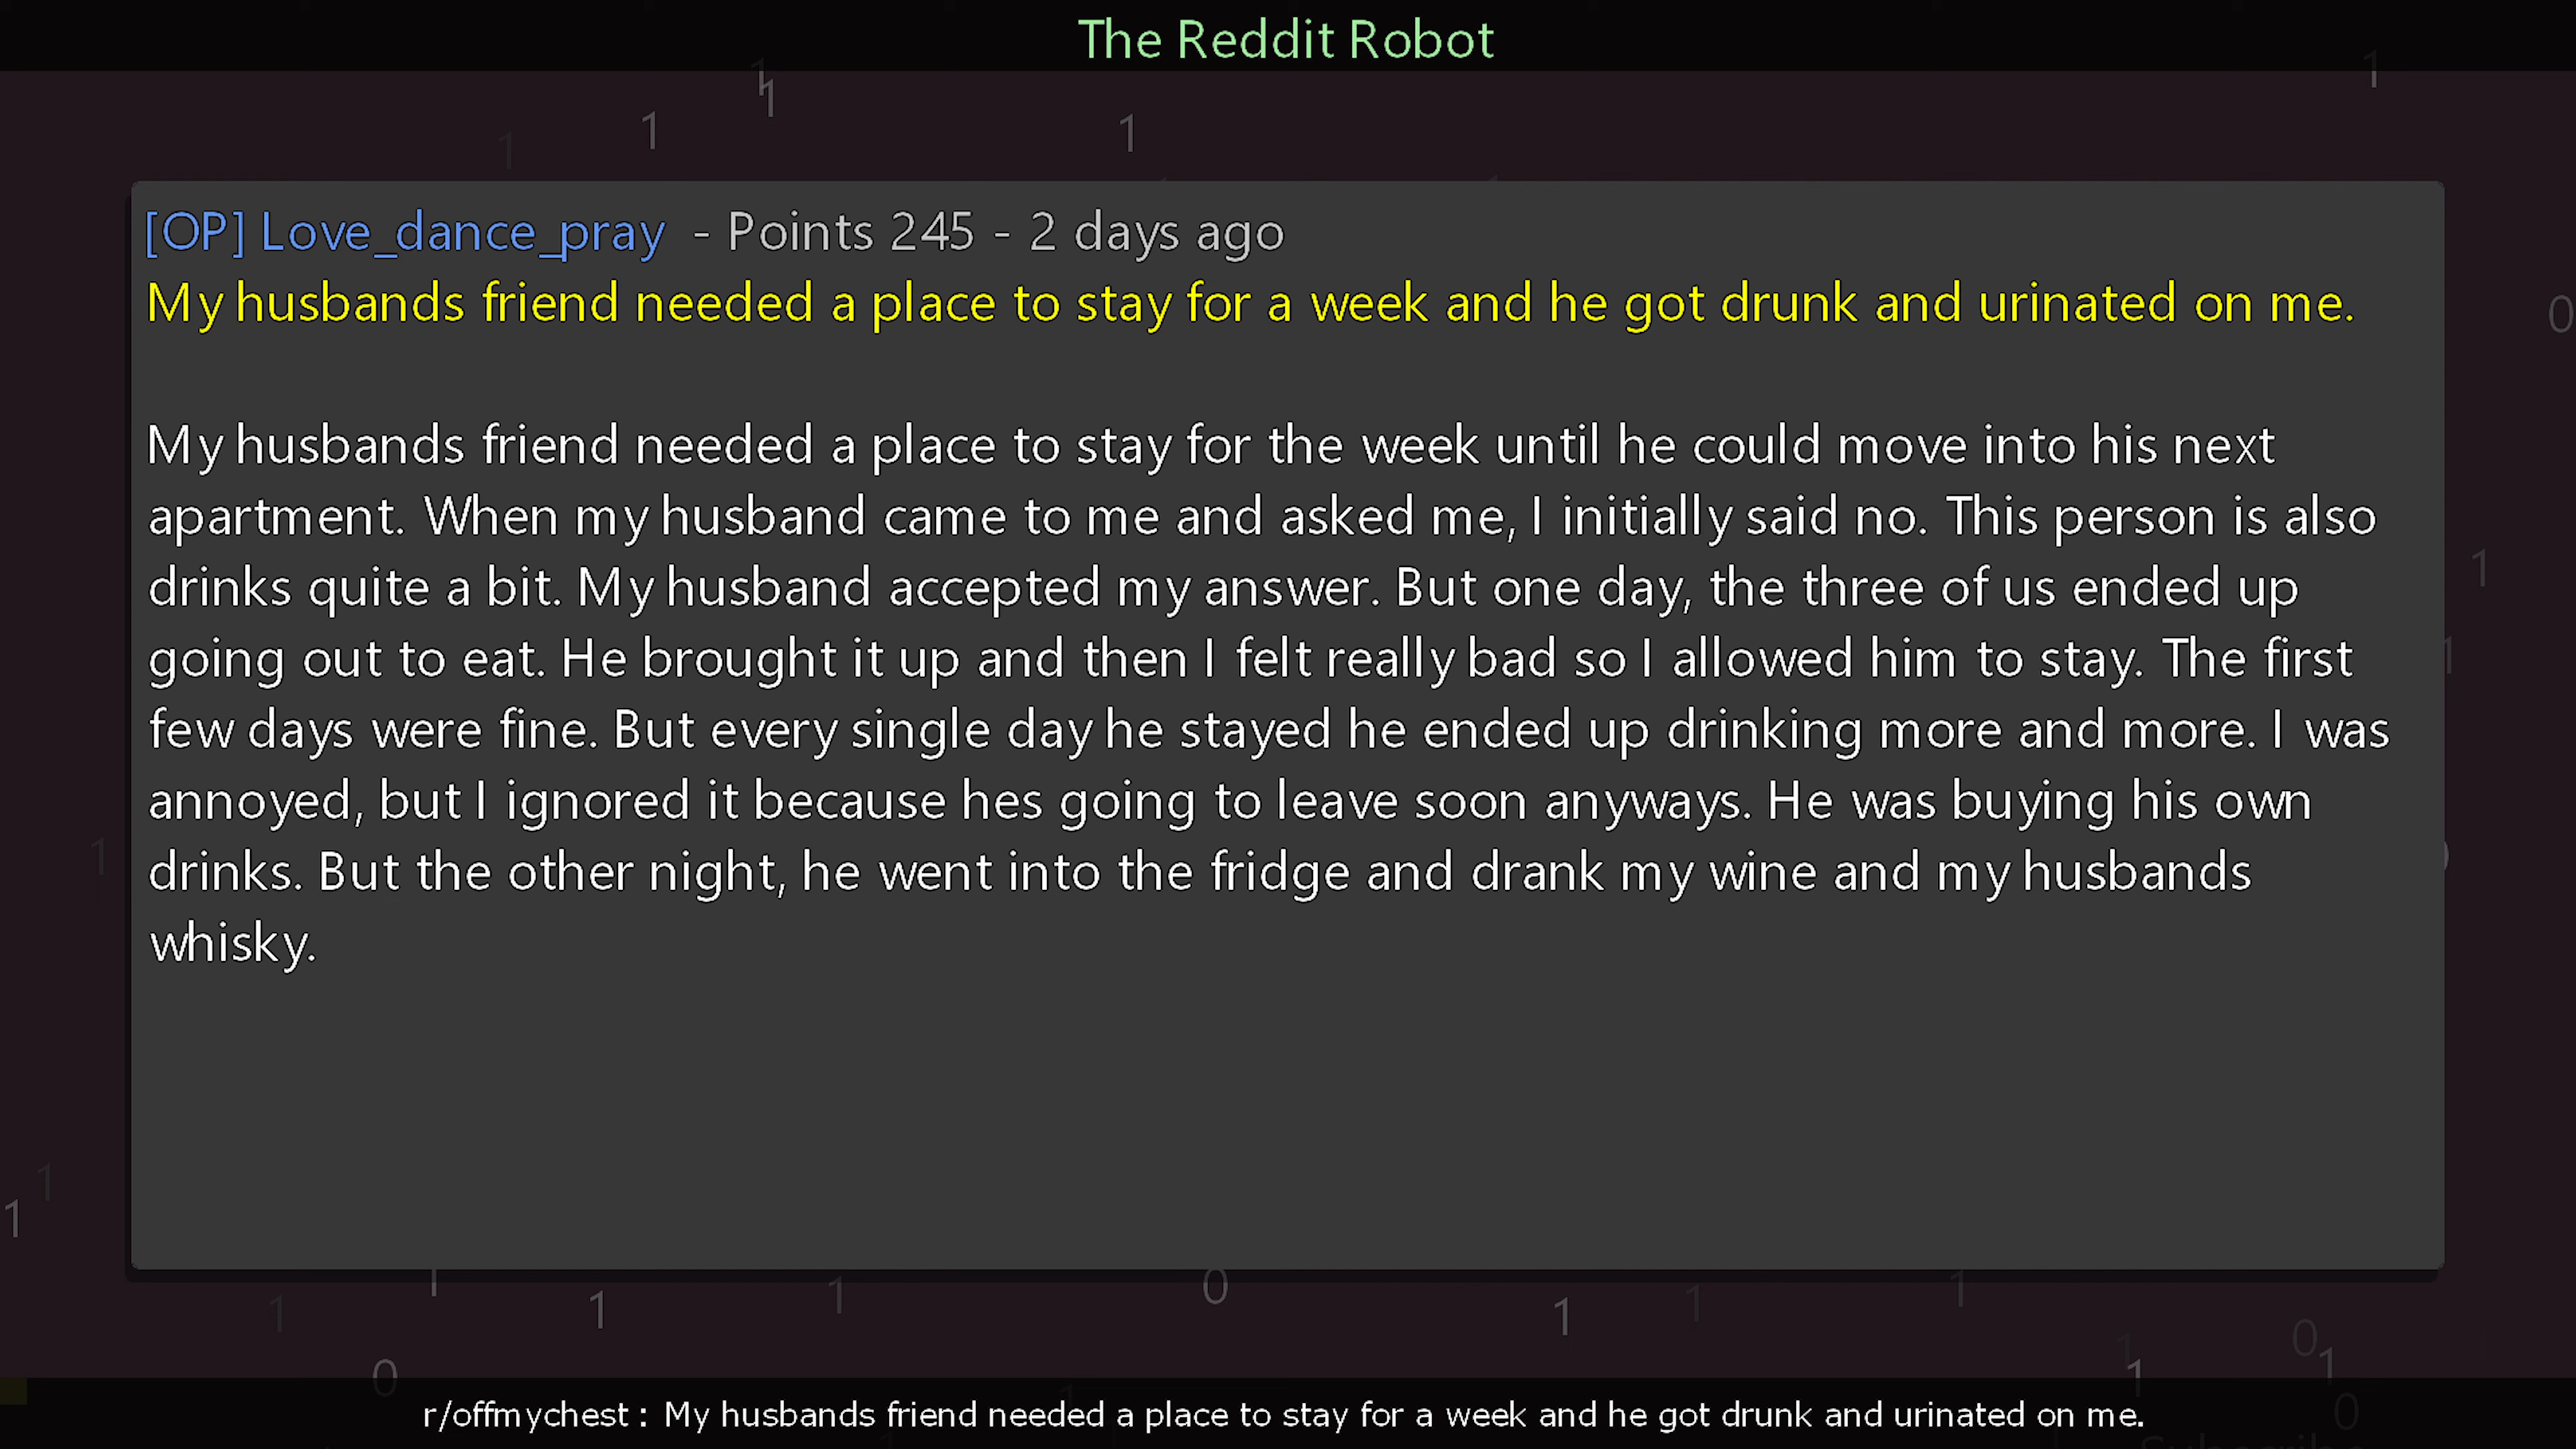 The Reddit Robot
[OP] Love_dance_pray - Points 245 - 2 days ago
My husbands friend needed a place to stay for a week and he got drunk and urinated on me.
My husbands friend needed a place to stay for the week until he could move into his next
apartment. When my husband came to me and asked me, I initially said no. This person is also
drinks quite a bit. My husband accepted my answer. But one day, the three of us ended up
going out to eat. He brought it up and then I felt really bad so I allowed him to stay. The first
few days were fine. But every single day he stayed he ended up drinking more and more. I was
annoyed, but I ignored it because hes going to leave soon anyways. He was buying his own
drinks. But the other night, he went into the fridge and drank my wine and my husbands
whisky.
r/offmychest : My husbands friend needed a place to stay for a week and he got drunk and urinated on me.